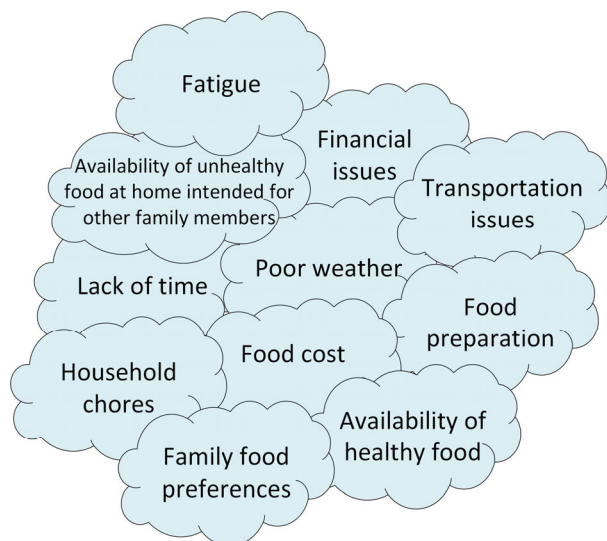 Fatigue
Financial
issues
Availability of unhealthy
food at home intended for
other family members
Transportation
issues
Poor weather
Lack of time
Food
preparation
Food cost
Household
chores
Availability of
healthy food
Family food
preferences